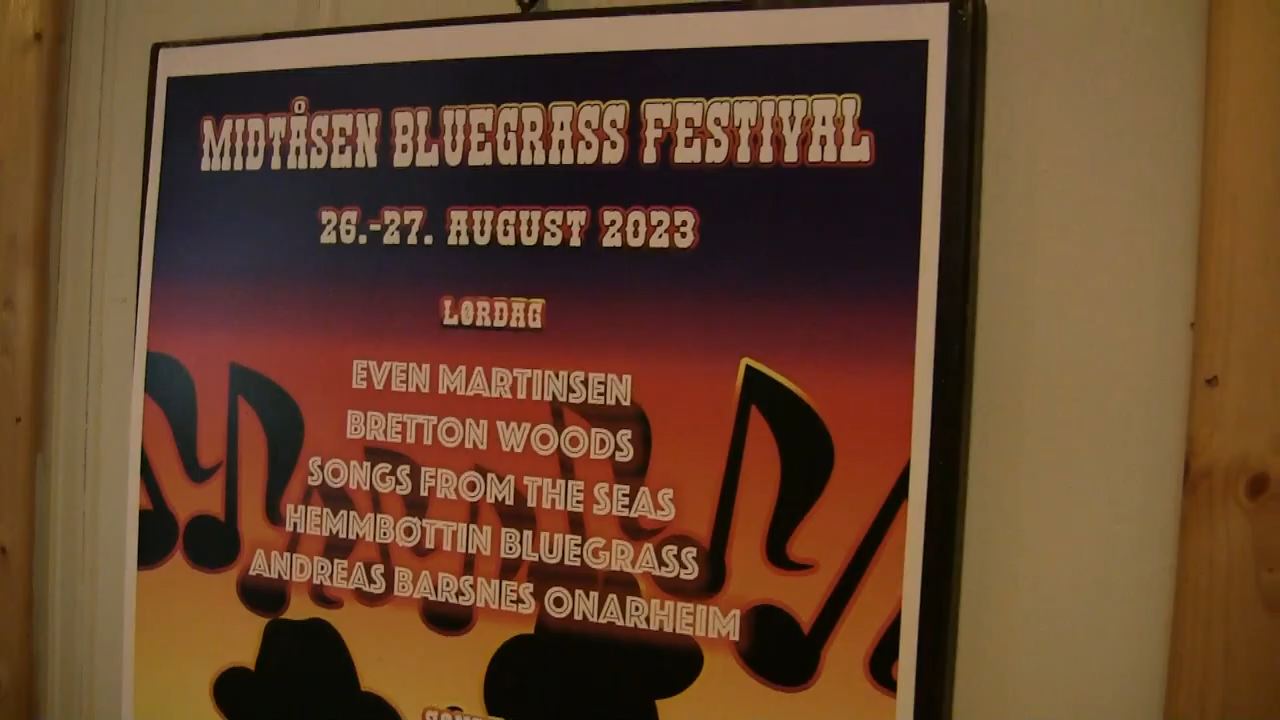 MIDTÅSEN BLUEGRASS FESTIVAL
26.-27. AUGUST 2023
LØRDAG
EVEN MARTINSEN
BRETTON WOODS
SONGS FROM THE SEAS
HEMMBØTTIN BLUEGRASS
ANDREAS BARSNES ONARHEIM